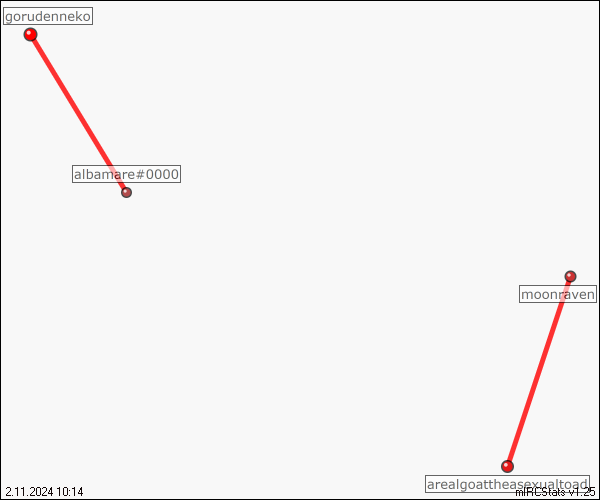 gorudenneko
albamare#0000
moonraven
arealgoattheasexualtoad
2.11.2024 10:14
mIRCStats v1.25